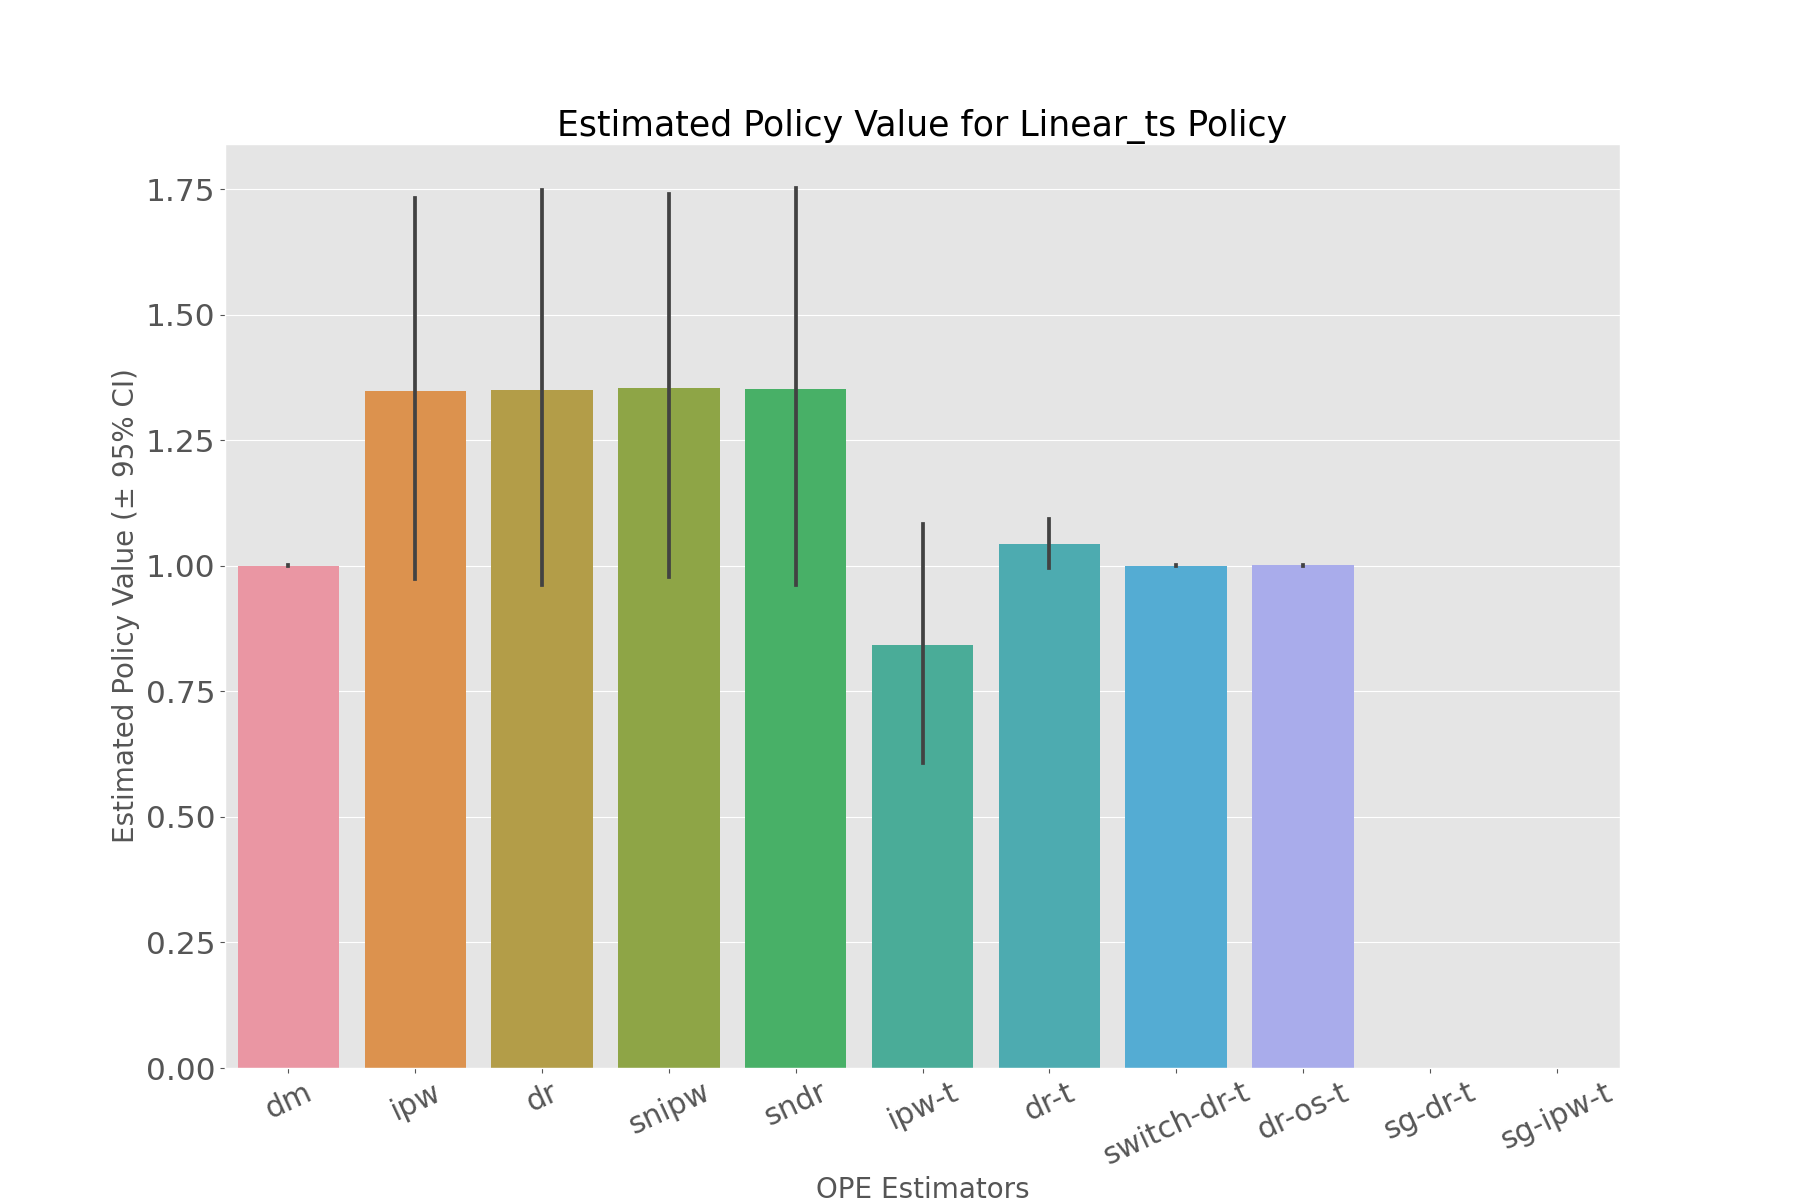 Estimated Policy Value for Linear_ts Policy
Estimated Policy Value (± 95% CI)
1.75
1.50
1.25
1.00
0.75
0.50
0.25
0.00
dm
ipw
dr
snipw
sndr
ipw-t
dr-t
switch-dr-t
dr-os-t
sg-dr-t
sg-ipw-t
OPE Estimators